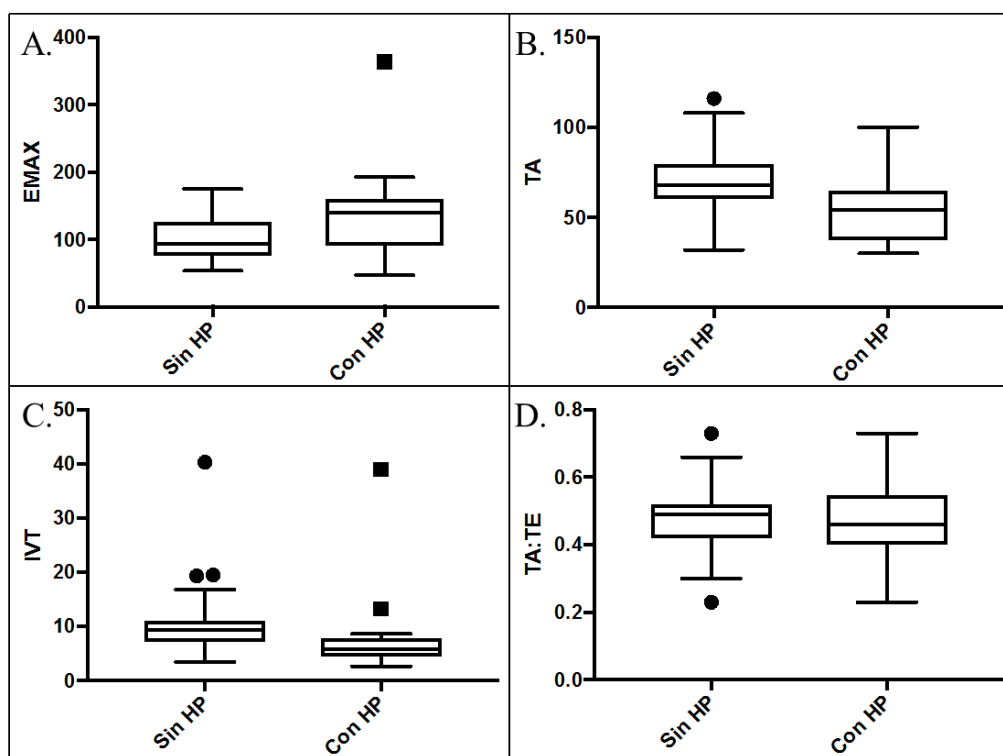 A.
EMAX
400
300
200
100
0
Sin HP
Con HP
B.
TA
150
100
50
0
Sin HP
Con HP
C.
IVT
50
40
30
20
10
0
Sin HP
Con HP
D.
TA:TE
0.8
0.6
0.4
0.2
0.0
Sin HP
Con HP